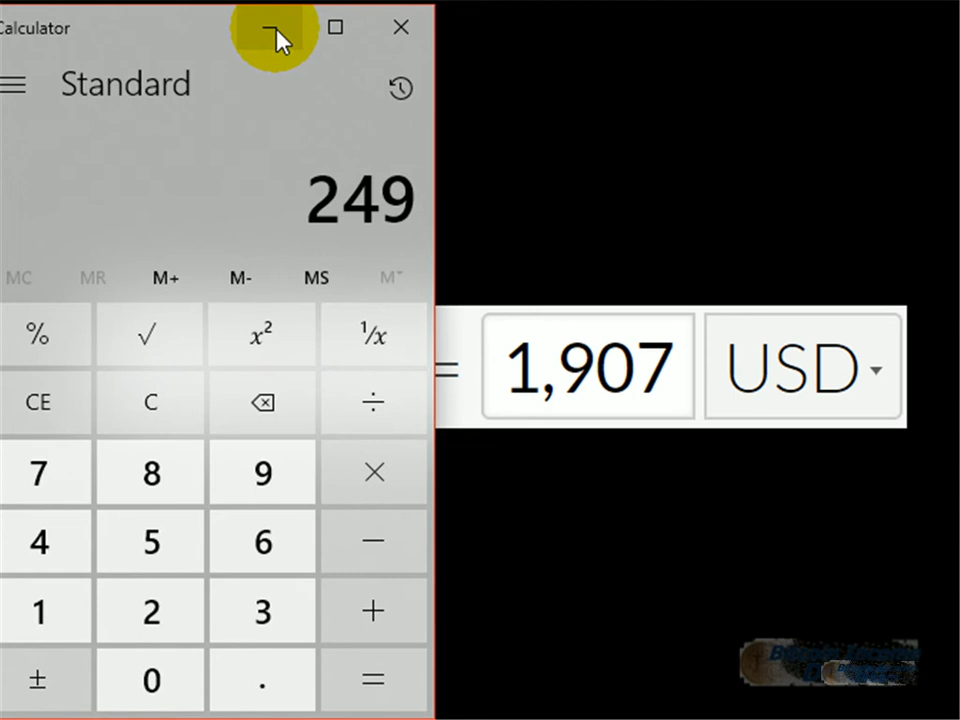 Calculator
Standard
249
MC MR M+ M- MS M˅
% √ x² ¹/x
CE C ÷
7 8 9 ×
4 5 6 −
1 2 3 +
± 0 . =
= 1,907 USD